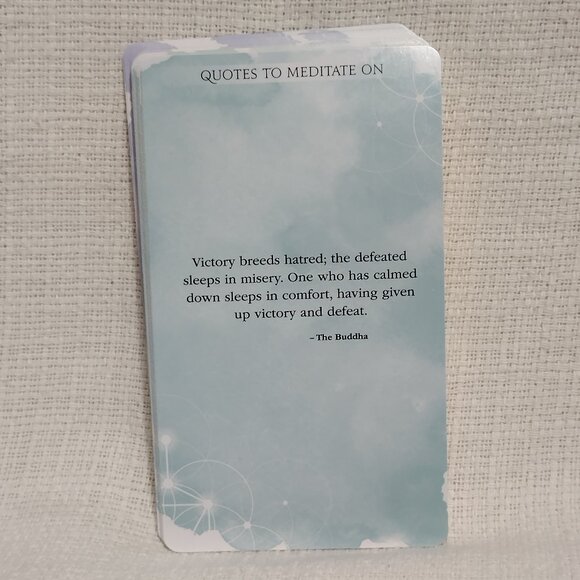 QUOTES TO MEDITATE ON
Victory breeds hatred; the defeated
sleeps in misery. One who has calmed
down sleeps in comfort, having given
up victory and defeat.
– The Buddha